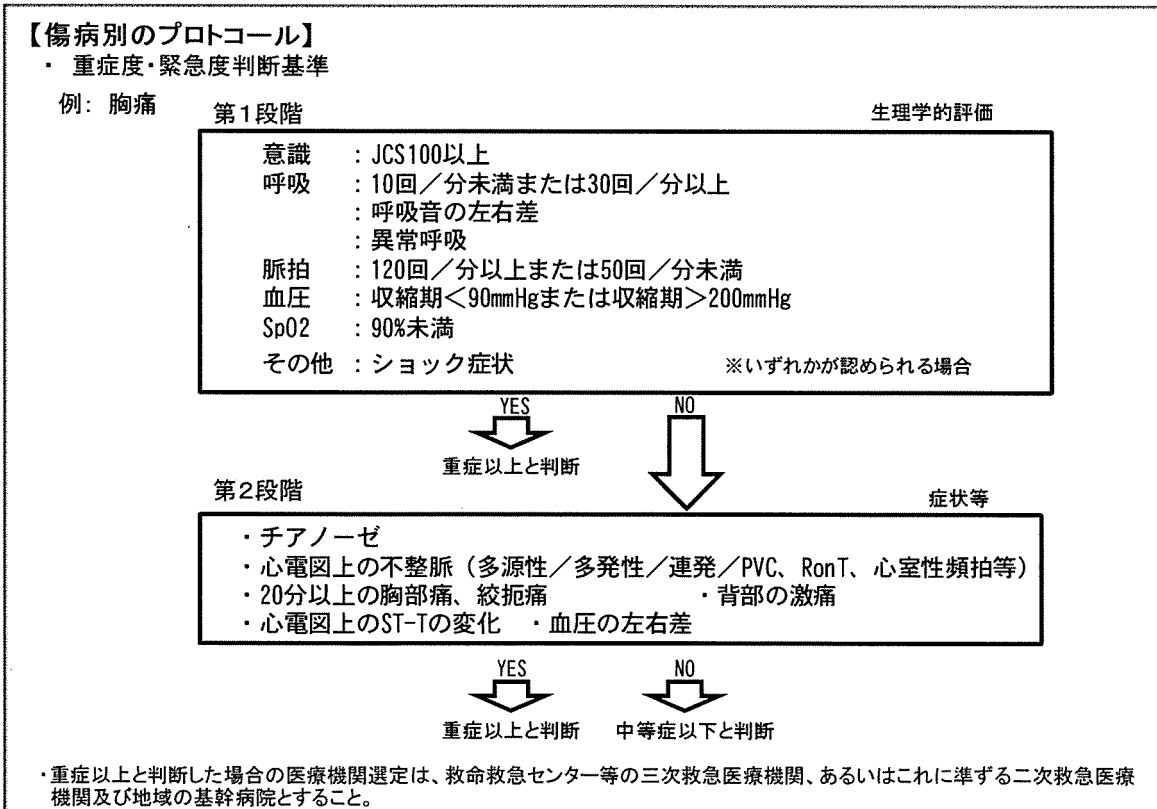 【傷病別のプロトコール】
・ 重症度・緊急度判断基準
例: 胸痛
第1段階 生理学的評価
意識 : JCS100以上
呼吸 : 10回／分未満または30回／分以上
: 呼吸音の左右差
: 異常呼吸
脈拍 : 120回／分以上または50回／分未満
血圧 : 収縮期＜90mmHgまたは収縮期＞200mmHg
SpO2 : 90%未満
その他 : ショック症状 ※いずれかが認められる場合
YES NO
重症以上と判断
第2段階 症状等
・チアノーゼ
・心電図上の不整脈（多源性／多発性／連発／PVC、RonT、心室性頻拍等）
・20分以上の胸部痛、絞扼痛 ・背部の激痛
・心電図上のST-Tの変化 ・血圧の左右差
YES NO
重症以上と判断 中等症以下と判断
・重症以上と判断した場合の医療機関選定は、救命救急センター等の三次救急医療機関、あるいはこれに準ずる二次救急医療
機関及び地域の基幹病院とすること。